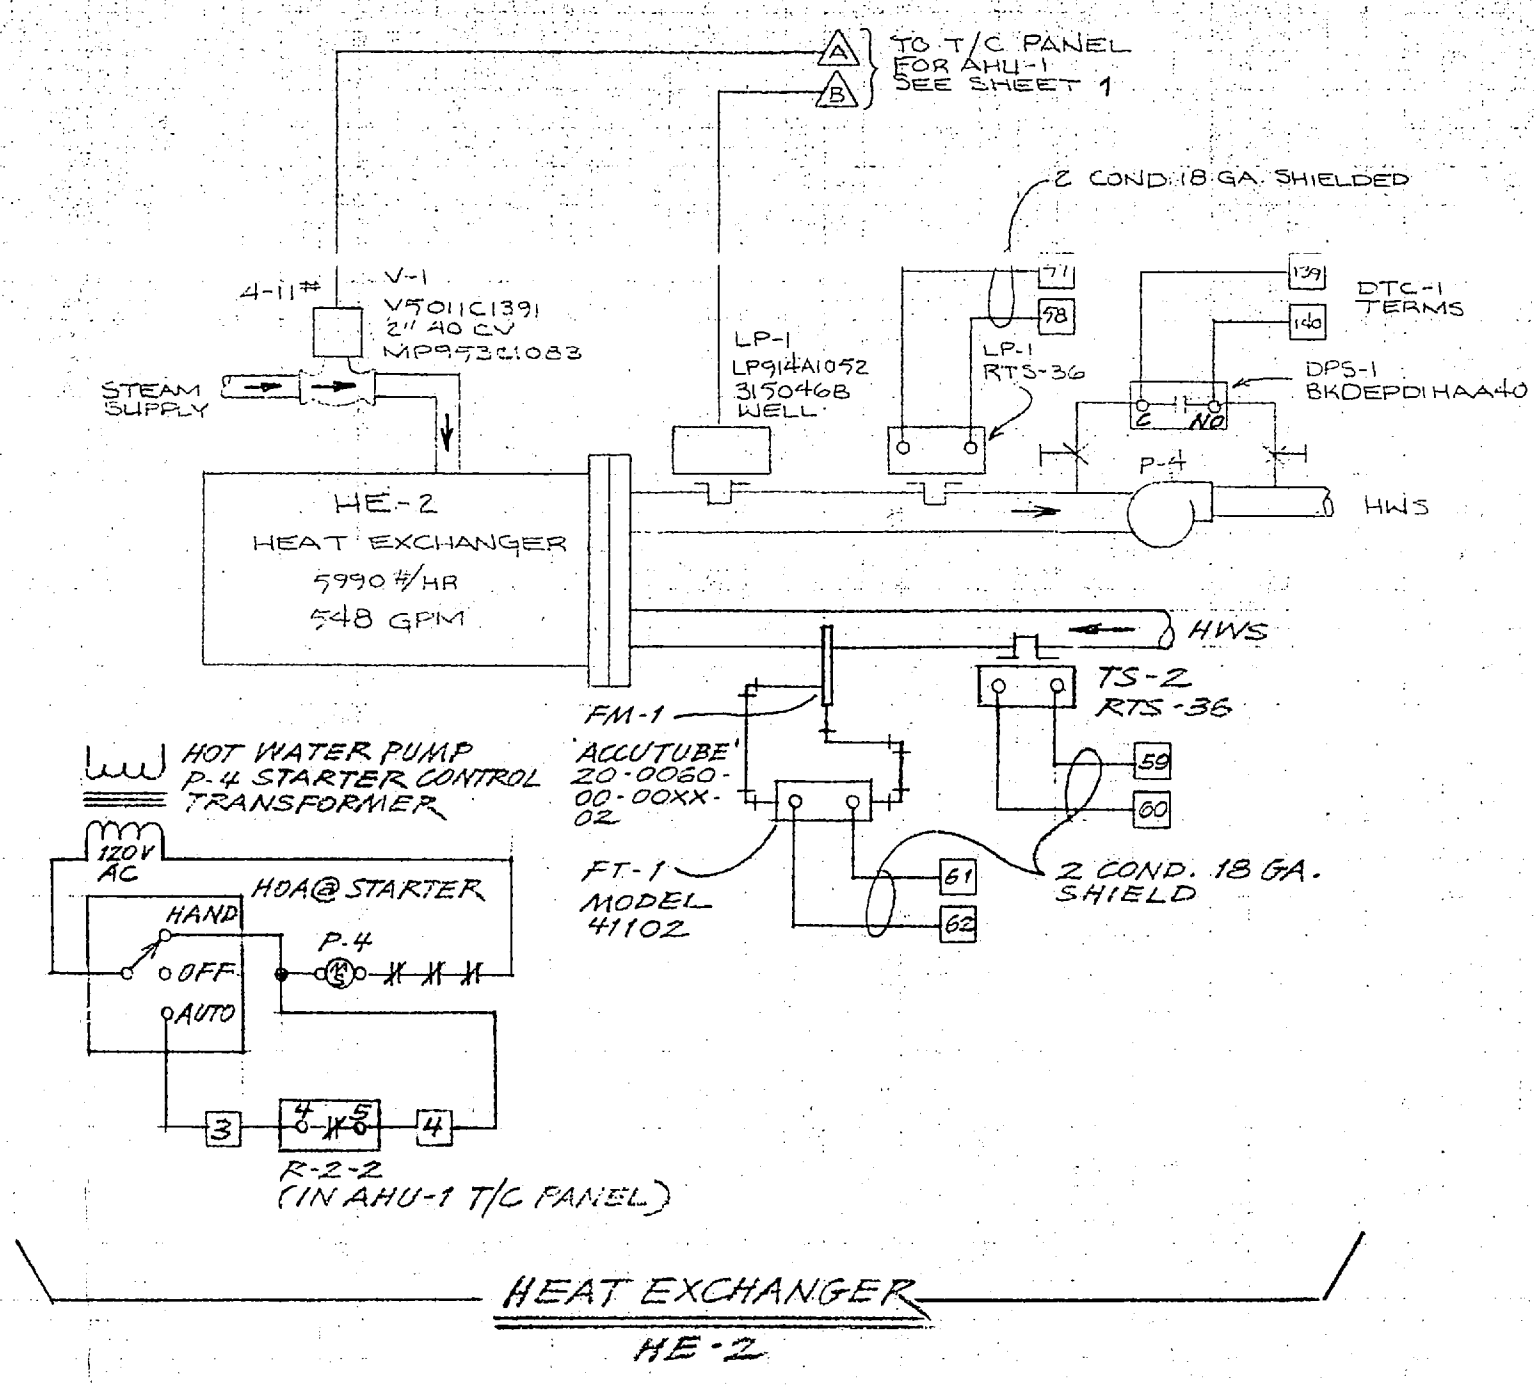 A
B
TO T/C PANEL
FOR AHU-1
SEE SHEET 1
2 COND. 18 GA. SHIELDED
4-11#
V-1
V5011C1391
2" 40 CV
MP953C1083
STEAM
SUPPLY
LP-1
LP914A1052
315046B
WELL
58
LP-1
RTS-36
139
140
DTC-1
TERMS
DPS-1
BKDEPD1HAA40
C NO
P-4
HWS
HE-2
HEAT EXCHANGER
5990 #/HR
548 GPM
HWS
TS-2
RTS-36
59
60
FM-1
'ACCUTUBE'
20-0060-
00-00XX-
02
FT-1
MODEL
41102
61
62
2 COND. 18 GA.
SHIELD
HOT WATER PUMP
P-4 STARTER CONTROL
TRANSFORMER
120V
AC
HOA@STARTER
HAND
OFF
AUTO
P-4
3
4 5
4
R-2-2
(IN AHU-1 T/C PANEL)
HEAT EXCHANGER
HE-2